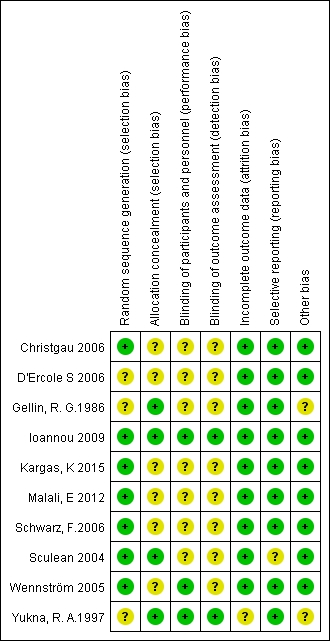 Random sequence generation (selection bias)
Allocation concealment (selection bias)
Blinding of participants and personnel (performance bias)
Blinding of outcome assessment (detection bias)
Incomplete outcome data (attrition bias)
Selective reporting (reporting bias)
Other bias
Christgau 2006 + ? ? ? + + +
D'Ercole S 2006 ? ? ? ? + + +
Gellin, R. G.1986 ? + ? ? + + ?
Ioannou 2009 + + + + + + +
Kargas, K 2015 + ? ? ? + + +
Malali, E 2012 + ? ? ? + + +
Schwarz, F.2006 + ? ? ? + + +
Sculean 2004 + + ? ? + ? +
Wennström 2005 + ? + ? + + +
Yukna, R. A.1997 ? + + + ? + ?